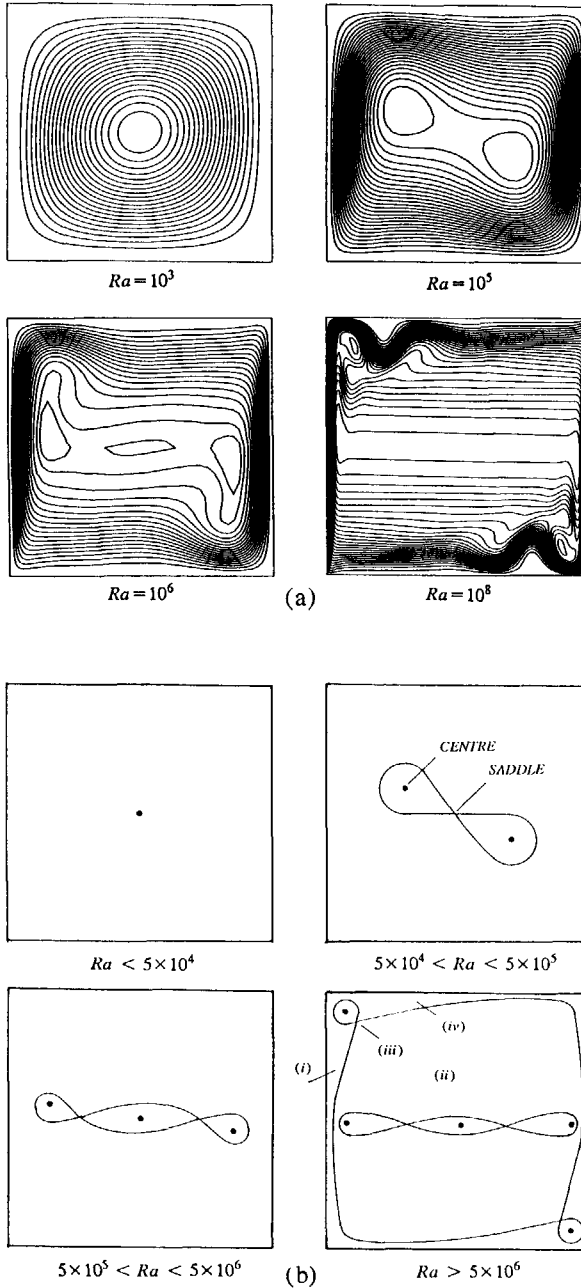 Ra=10³ Ra=10⁵
Ra=10⁶ (a) Ra=10⁸
CENTRE
SADDLE
Ra < 5×10⁴ 5×10⁴ < Ra < 5×10⁵
(iv)
(iii)
(i)
(ii)
5×10⁵ < Ra < 5×10⁶ (b) Ra > 5×10⁶